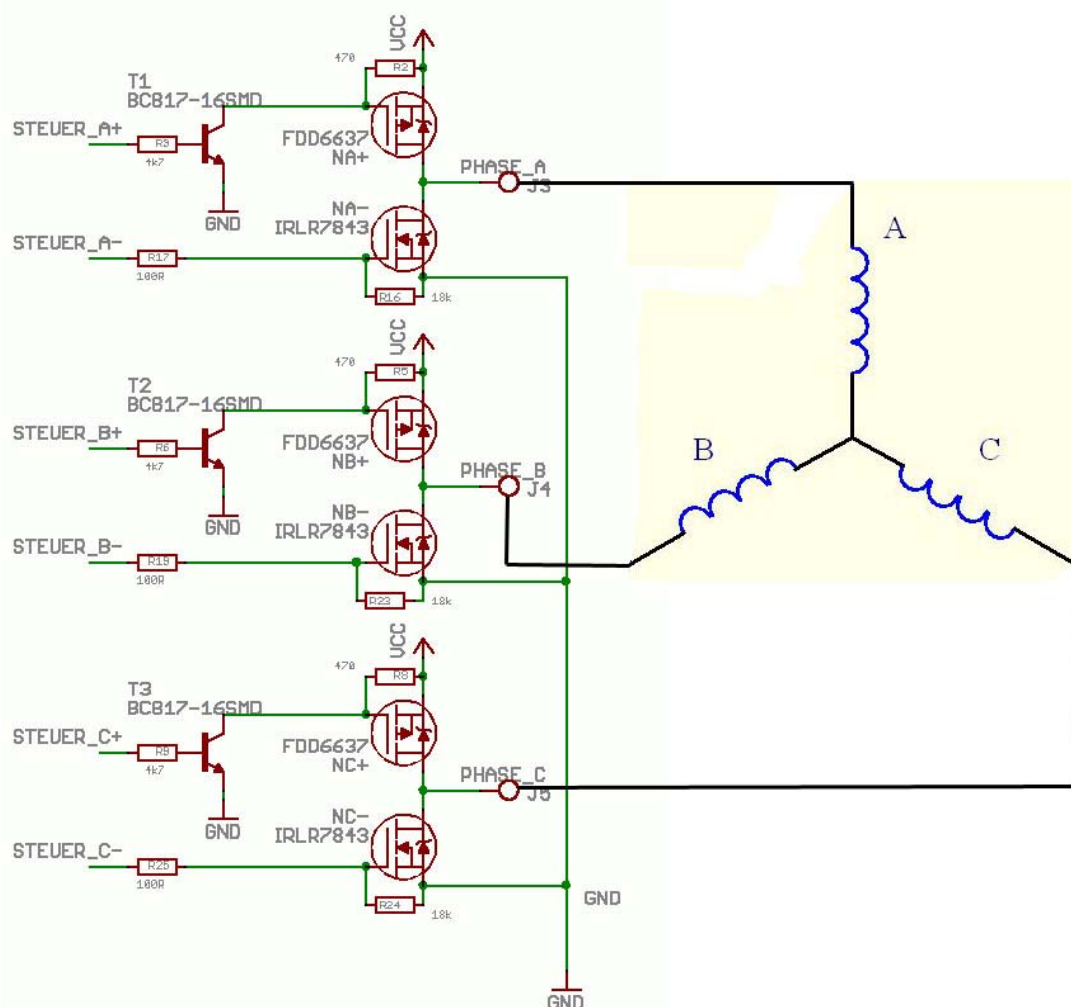 VCC
470
R2
T1
BC817-16SMD
STEUER_A+
R3
4k7
FDD6637
NA+
GND
PHASE_A
J3
A
NA-
IRLR7843
STEUER_A-
R17
100R
R16
18k
VCC
470
R5
T2
BC817-16SMD
STEUER_B+
R6
4k7
FDD6637
NB+
GND
PHASE_B
J4
B
C
NB-
IRLR7843
STEUER_B-
R19
100R
R23
18k
VCC
470
R8
T3
BC817-16SMD
STEUER_C+
R9
4k7
FDD6637
NC+
GND
PHASE_C
J5
NC-
IRLR7843
STEUER_C-
R25
100R
R24
18k
GND
GND